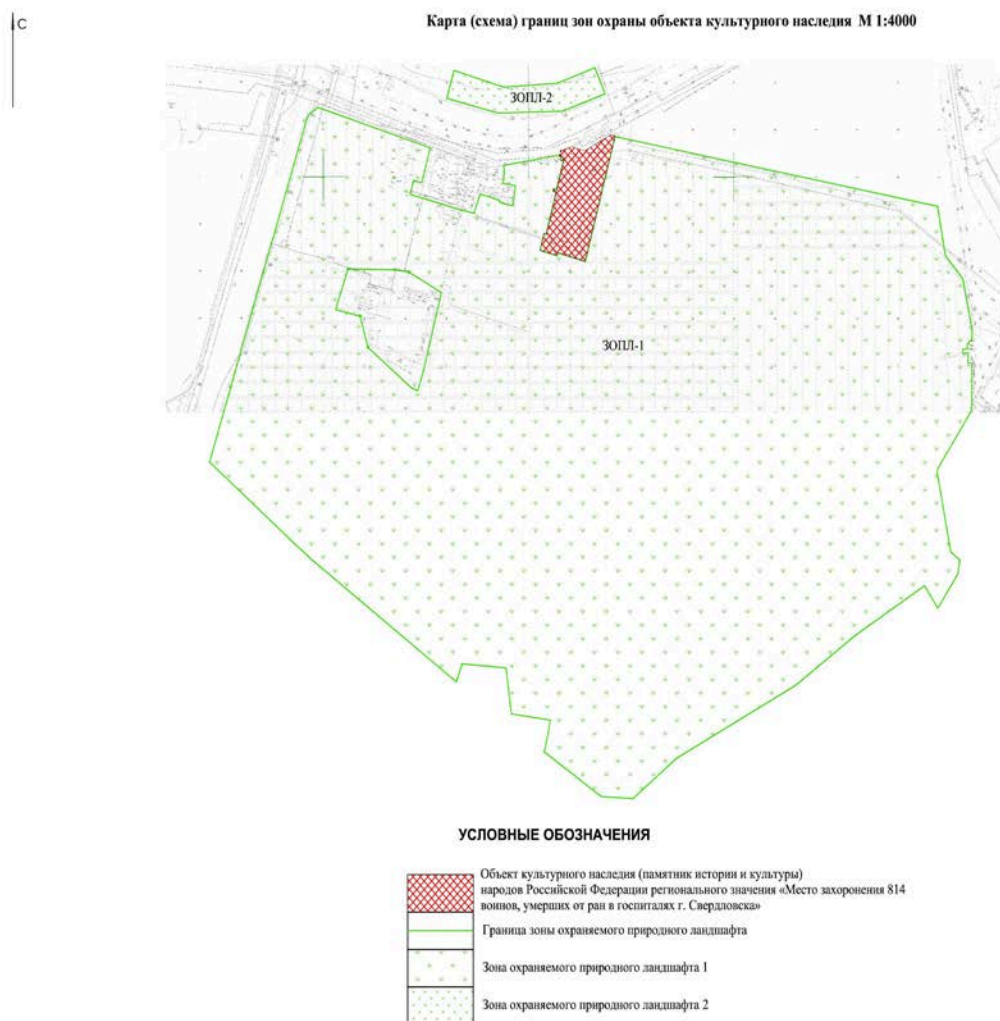 С
Карта (схема) границ зон охраны объекта культурного наследия М 1:4000
ЗОПЛ-2
ЗОПЛ-1
УСЛОВНЫЕ ОБОЗНАЧЕНИЯ
Объект культурного наследия (памятник истории и культуры)
народов Российской Федерации регионального значения «Место захоронения 814
воинов, умерших от ран в госпиталях г. Свердловска»
Граница зоны охраняемого природного ландшафта
Зона охраняемого природного ландшафта 1
Зона охраняемого природного ландшафта 2